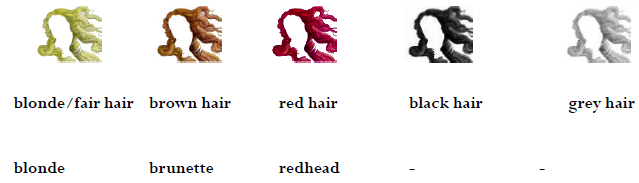 blonde/fair hair brown hair red hair black hair grey hair
blonde brunette redhead - -